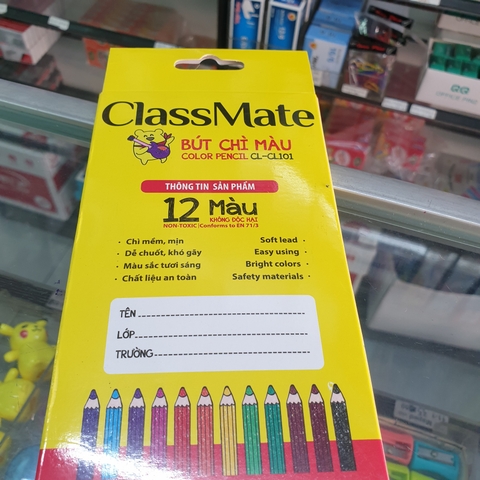 ClassMate
BÚT CHÌ MÀU
COLOR PENCIL CL-CL101
THÔNG TIN SẢN PHẨM
12 Màu
KHÔNG ĐỘC HẠI
NON-TOXIC | Conforms to EN 71/3
· Chì mềm, mịn
· Dễ chuốt, khó gãy
· Màu sắc tươi sáng
· Chất liệu an toàn
Soft lead ·
Easy using ·
Bright colors ·
Safety materials ·
TÊN
LỚP
TRƯỜNG